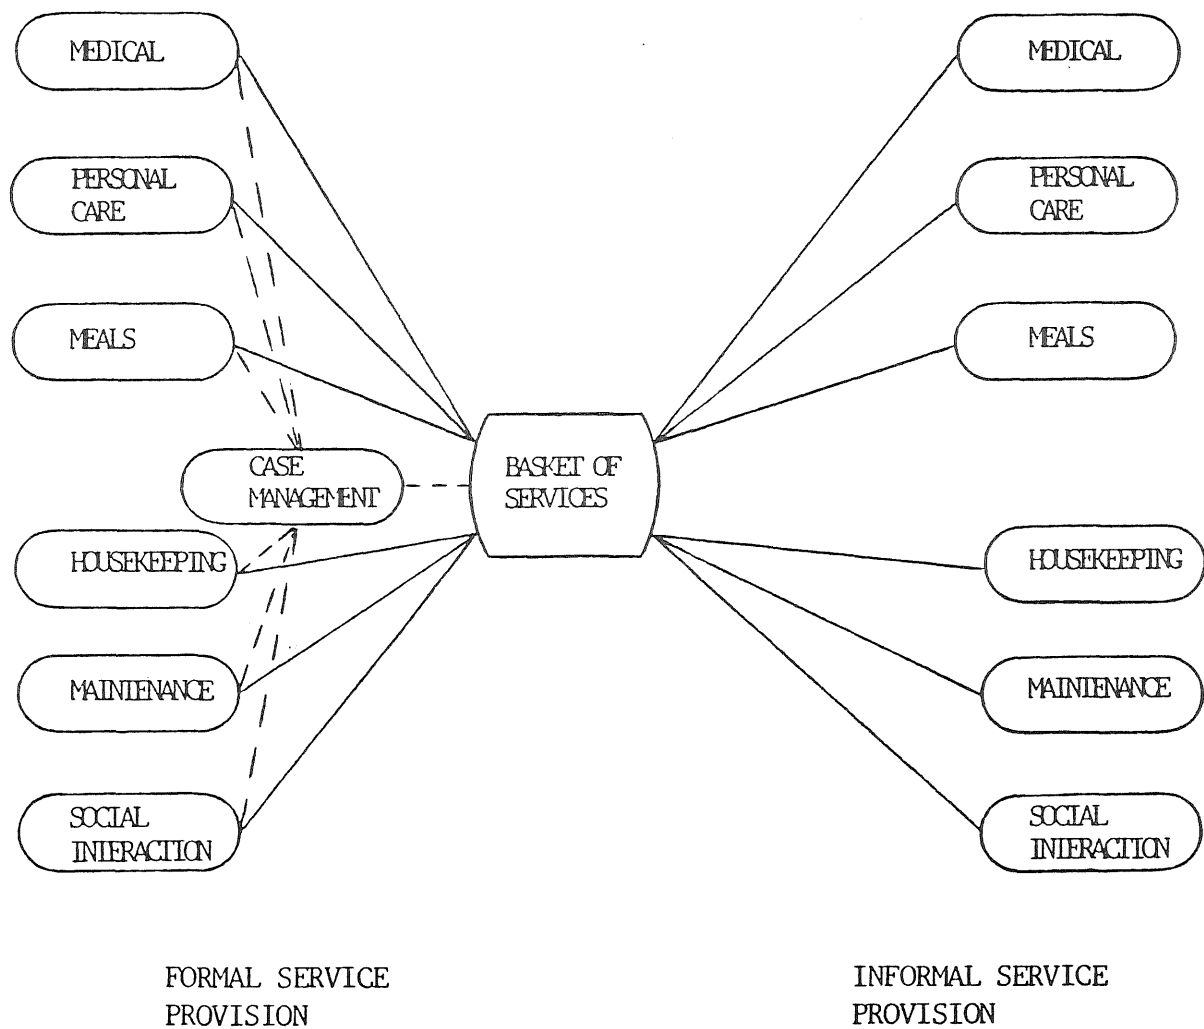 MEDICAL
PERSONAL
CARE
MEALS
CASE
MANAGEMENT
HOUSEKEEPING
MAINTENANCE
SOCIAL
INTERACTION
BASKET OF
SERVICES
MEDICAL
PERSONAL
CARE
MEALS
HOUSEKEEPING
MAINTENANCE
SOCIAL
INTERACTION
FORMAL SERVICE
PROVISION
INFORMAL SERVICE
PROVISION